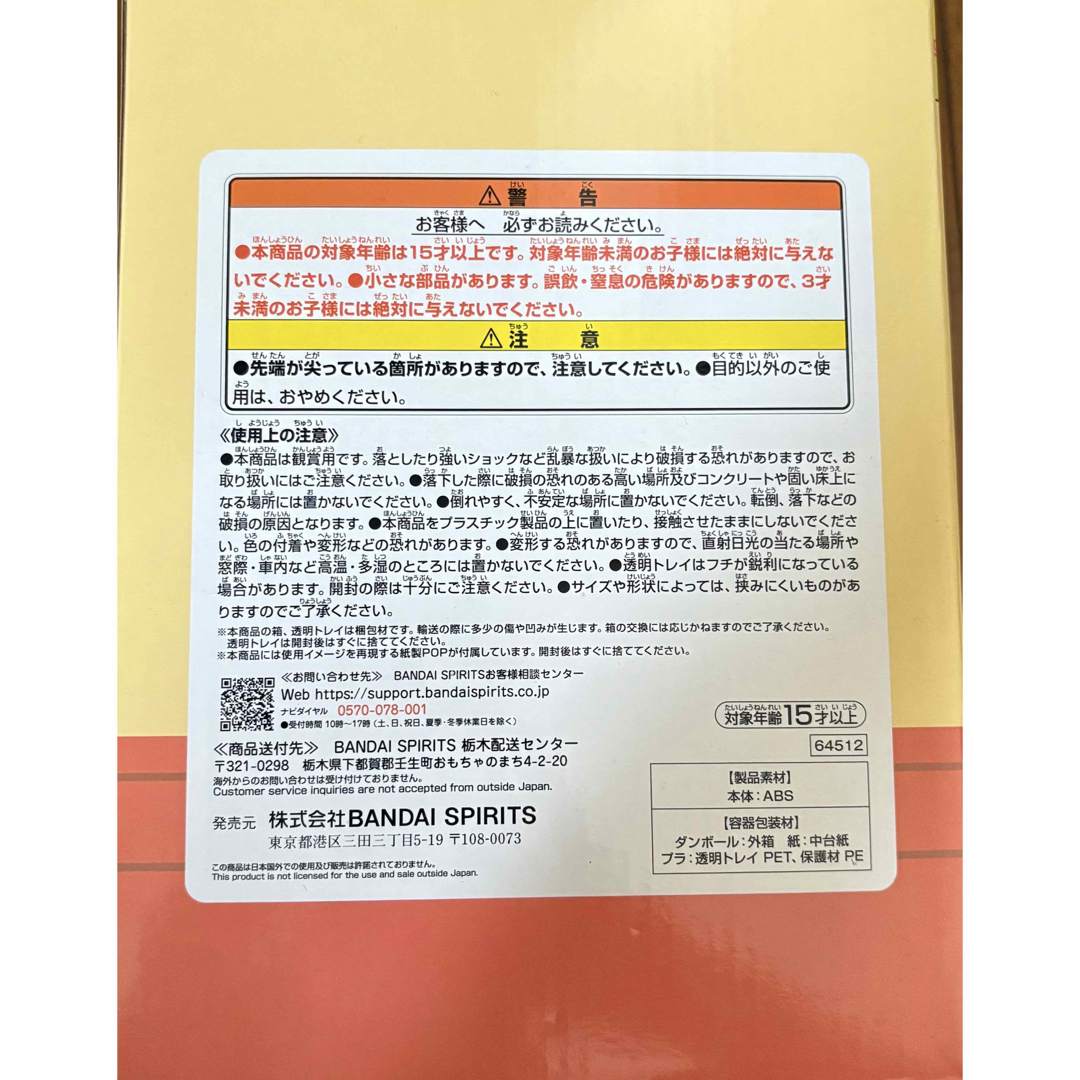 ⚠警告
お客様へ 必ずお読みください。
●本商品の対象年齢は15才以上です。対象年齢未満のお子様には絶対に与えな
いでください。●小さな部品があります。誤飲・窒息の危険がありますので、3才
未満のお子様には絶対に与えないでください。
⚠注意
●先端が尖っている箇所がありますので、注意してください。●目的以外のご使
用は、おやめください。
≪使用上の注意≫
●本商品は観賞用です。落としたり強いショックなど乱暴な扱いにより破損する恐れがありますので、お
取り扱いにはご注意ください。●落下した際に破損の恐れのある高い場所及びコンクリートや固い床上に
なる場所には置かないでください。●倒れやすく、不安定な場所に置かないでください。転倒、落下などの
破損の原因となります。●本商品をプラスチック製品の上に置いたり、接触させたままにしないでくださ
い。色の付着や変形などの恐れがあります。●変形する恐れがありますので、直射日光の当たる場所や
窓際・車内など高温・多湿のところには置かないでください。●透明トレイはフチが鋭利になっている
場合があります。開封の際は十分にご注意ください。●サイズや形状によっては、挟みにくいものがあ
りますのでご了承ください。
※本商品の箱、透明トレイは梱包材です。輸送の際に多少の傷や凹みが生じます。箱の交換には応じかねますのでご了承ください。
透明トレイは開封後はすぐに捨ててください。
※本商品には使用イメージを再現する紙製POPが付属しています。開封後はすぐに捨ててください。
≪お問い合わせ先≫ BANDAI SPIRITSお客様相談センター
Web https://support.bandaispirits.co.jp
ナビダイヤル 0570-078-001
●受付時間 10時〜17時(土、日、祝日、夏季・冬季休業日を除く)
対象年齢15才以上
≪商品送付先≫ BANDAI SPIRITS 栃木配送センター
〒321-0298 栃木県下都賀郡壬生町おもちゃのまち4-2-20
64512
海外からのお問い合わせは受け付けておりません。
Customer service inquiries are not accepted from outside Japan.
発売元 株式会社BANDAI SPIRITS
東京都港区三田三丁目5-19 〒108-0073
この商品は日本国外での使用及び販売は許諾されておりません。
This product is not licensed for the use and sale outside Japan.
【製品素材】
本体:ABS
【容器包装材】
ダンボール:外箱 紙:中台紙
プラ:透明トレイ PET、保護材 PE